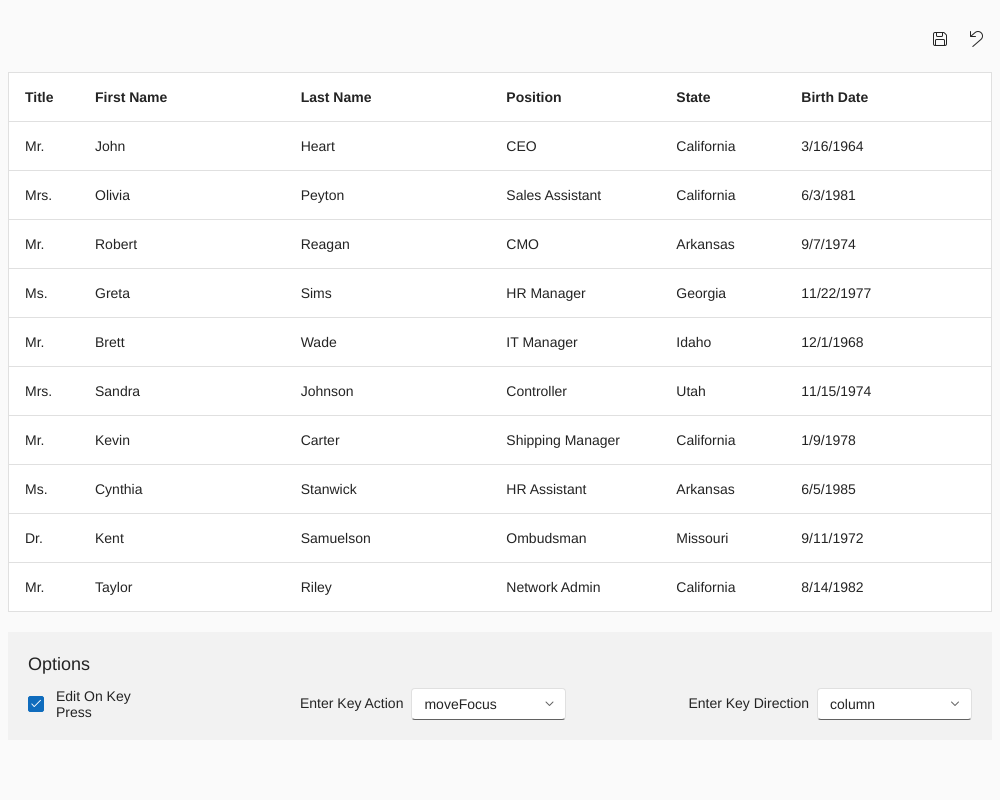 Title First Name Last Name Position State Birth Date
Mr. John Heart CEO California 3/16/1964
Mrs. Olivia Peyton Sales Assistant California 6/3/1981
Mr. Robert Reagan CMO Arkansas 9/7/1974
Ms. Greta Sims HR Manager Georgia 11/22/1977
Mr. Brett Wade IT Manager Idaho 12/1/1968
Mrs. Sandra Johnson Controller Utah 11/15/1974
Mr. Kevin Carter Shipping Manager California 1/9/1978
Ms. Cynthia Stanwick HR Assistant Arkansas 6/5/1985
Dr. Kent Samuelson Ombudsman Missouri 9/11/1972
Mr. Taylor Riley Network Admin California 8/14/1982
Options
Edit On Key
Press
Enter Key Action moveFocus
Enter Key Direction column